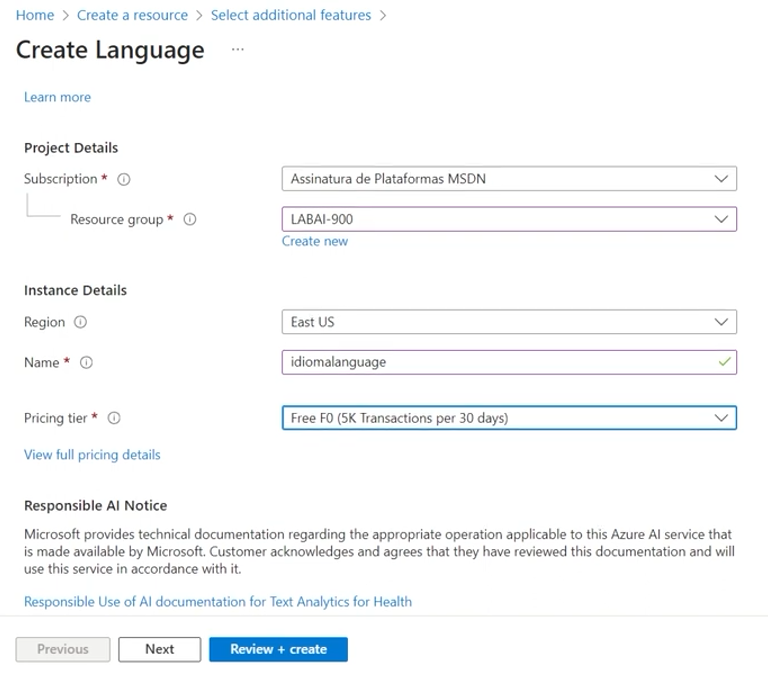 Home > Create a resource > Select additional features >
Create Language ...
Learn more
Project Details
Subscription * Assinatura de Plataformas MSDN
Resource group * LABAI-900
Create new
Instance Details
Region East US
Name * idiomalanguage
Pricing tier * Free F0 (5K Transactions per 30 days)
View full pricing details
Responsible AI Notice
Microsoft provides technical documentation regarding the appropriate operation applicable to this Azure AI service that
is made available by Microsoft. Customer acknowledges and agrees that they have reviewed this documentation and will
use this service in accordance with it.
Responsible Use of AI documentation for Text Analytics for Health
Previous Next Review + create